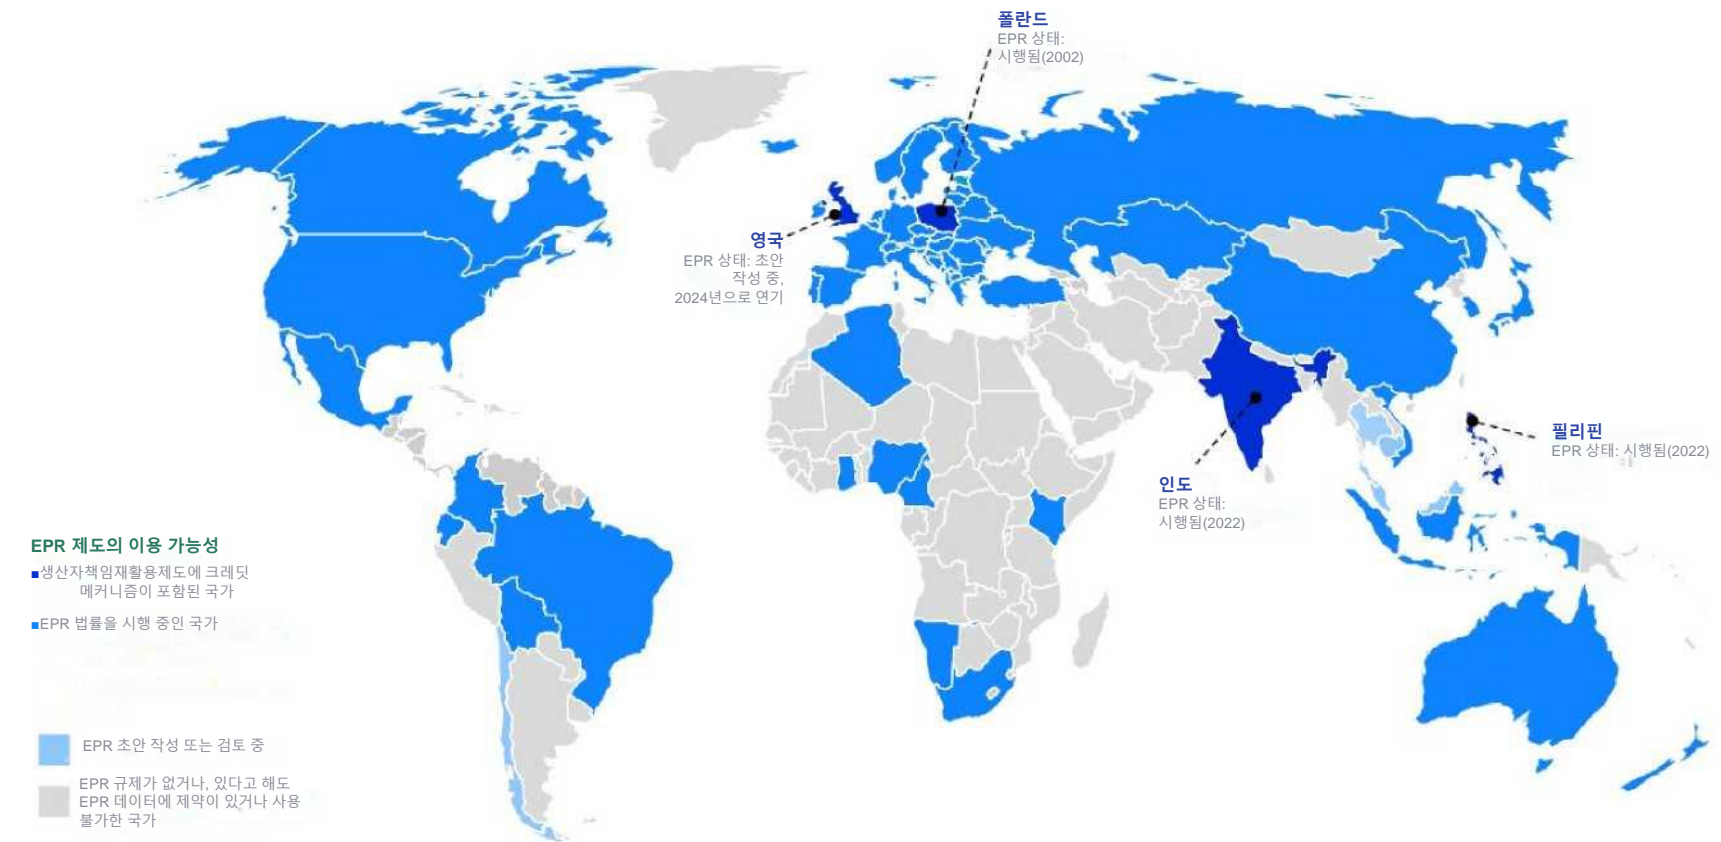 폴란드
EPR 상태:
시행됨(2002)
영국
EPR 상태: 초안
작성 중,
2024년으로 연기
필리핀
EPR 상태: 시행됨(2022)
인도
EPR 상태:
시행됨(2022)
EPR 제도의 이용 가능성
생산자책임재활용제도에 크레딧
메커니즘이 포함된 국가
EPR 법률을 시행 중인 국가
EPR 초안 작성 또는 검토 중
EPR 규제가 없거나, 있다고 해도
EPR 데이터에 제약이 있거나 사용
불가한 국가